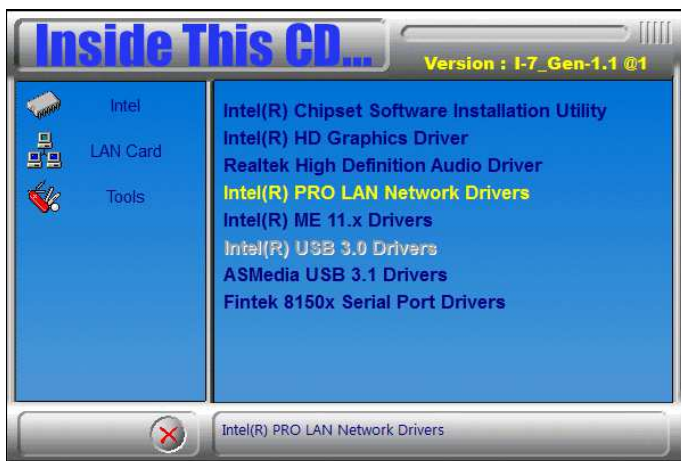 Inside This CD...
Version : I-7_Gen-1.1 @1
Intel
LAN Card
Tools
Intel(R) Chipset Software Installation Utility
Intel(R) HD Graphics Driver
Realtek High Definition Audio Driver
Intel(R) PRO LAN Network Drivers
Intel(R) ME 11.x Drivers
Intel(R) USB 3.0 Drivers
ASMedia USB 3.1 Drivers
Fintek 8150x Serial Port Drivers
Intel(R) PRO LAN Network Drivers